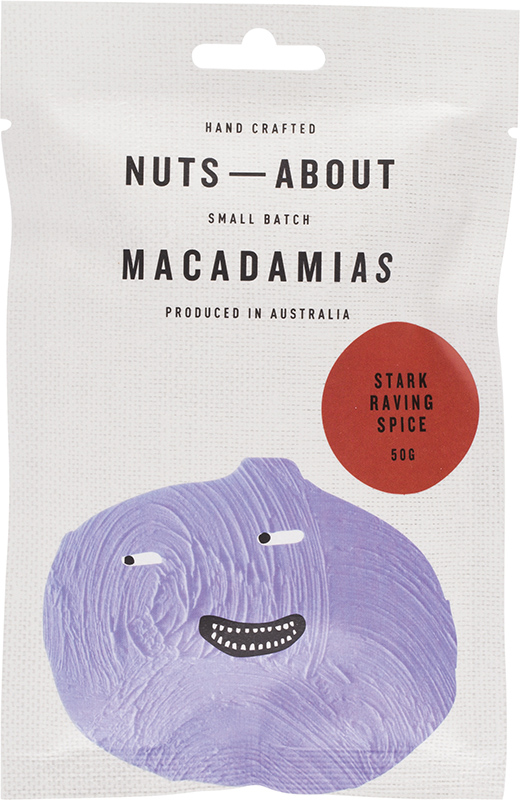 HAND CRAFTED
NUTS—ABOUT
SMALL BATCH
MACADAMIAS
PRODUCED IN AUSTRALIA
STARK
RAVING
SPICE
50G